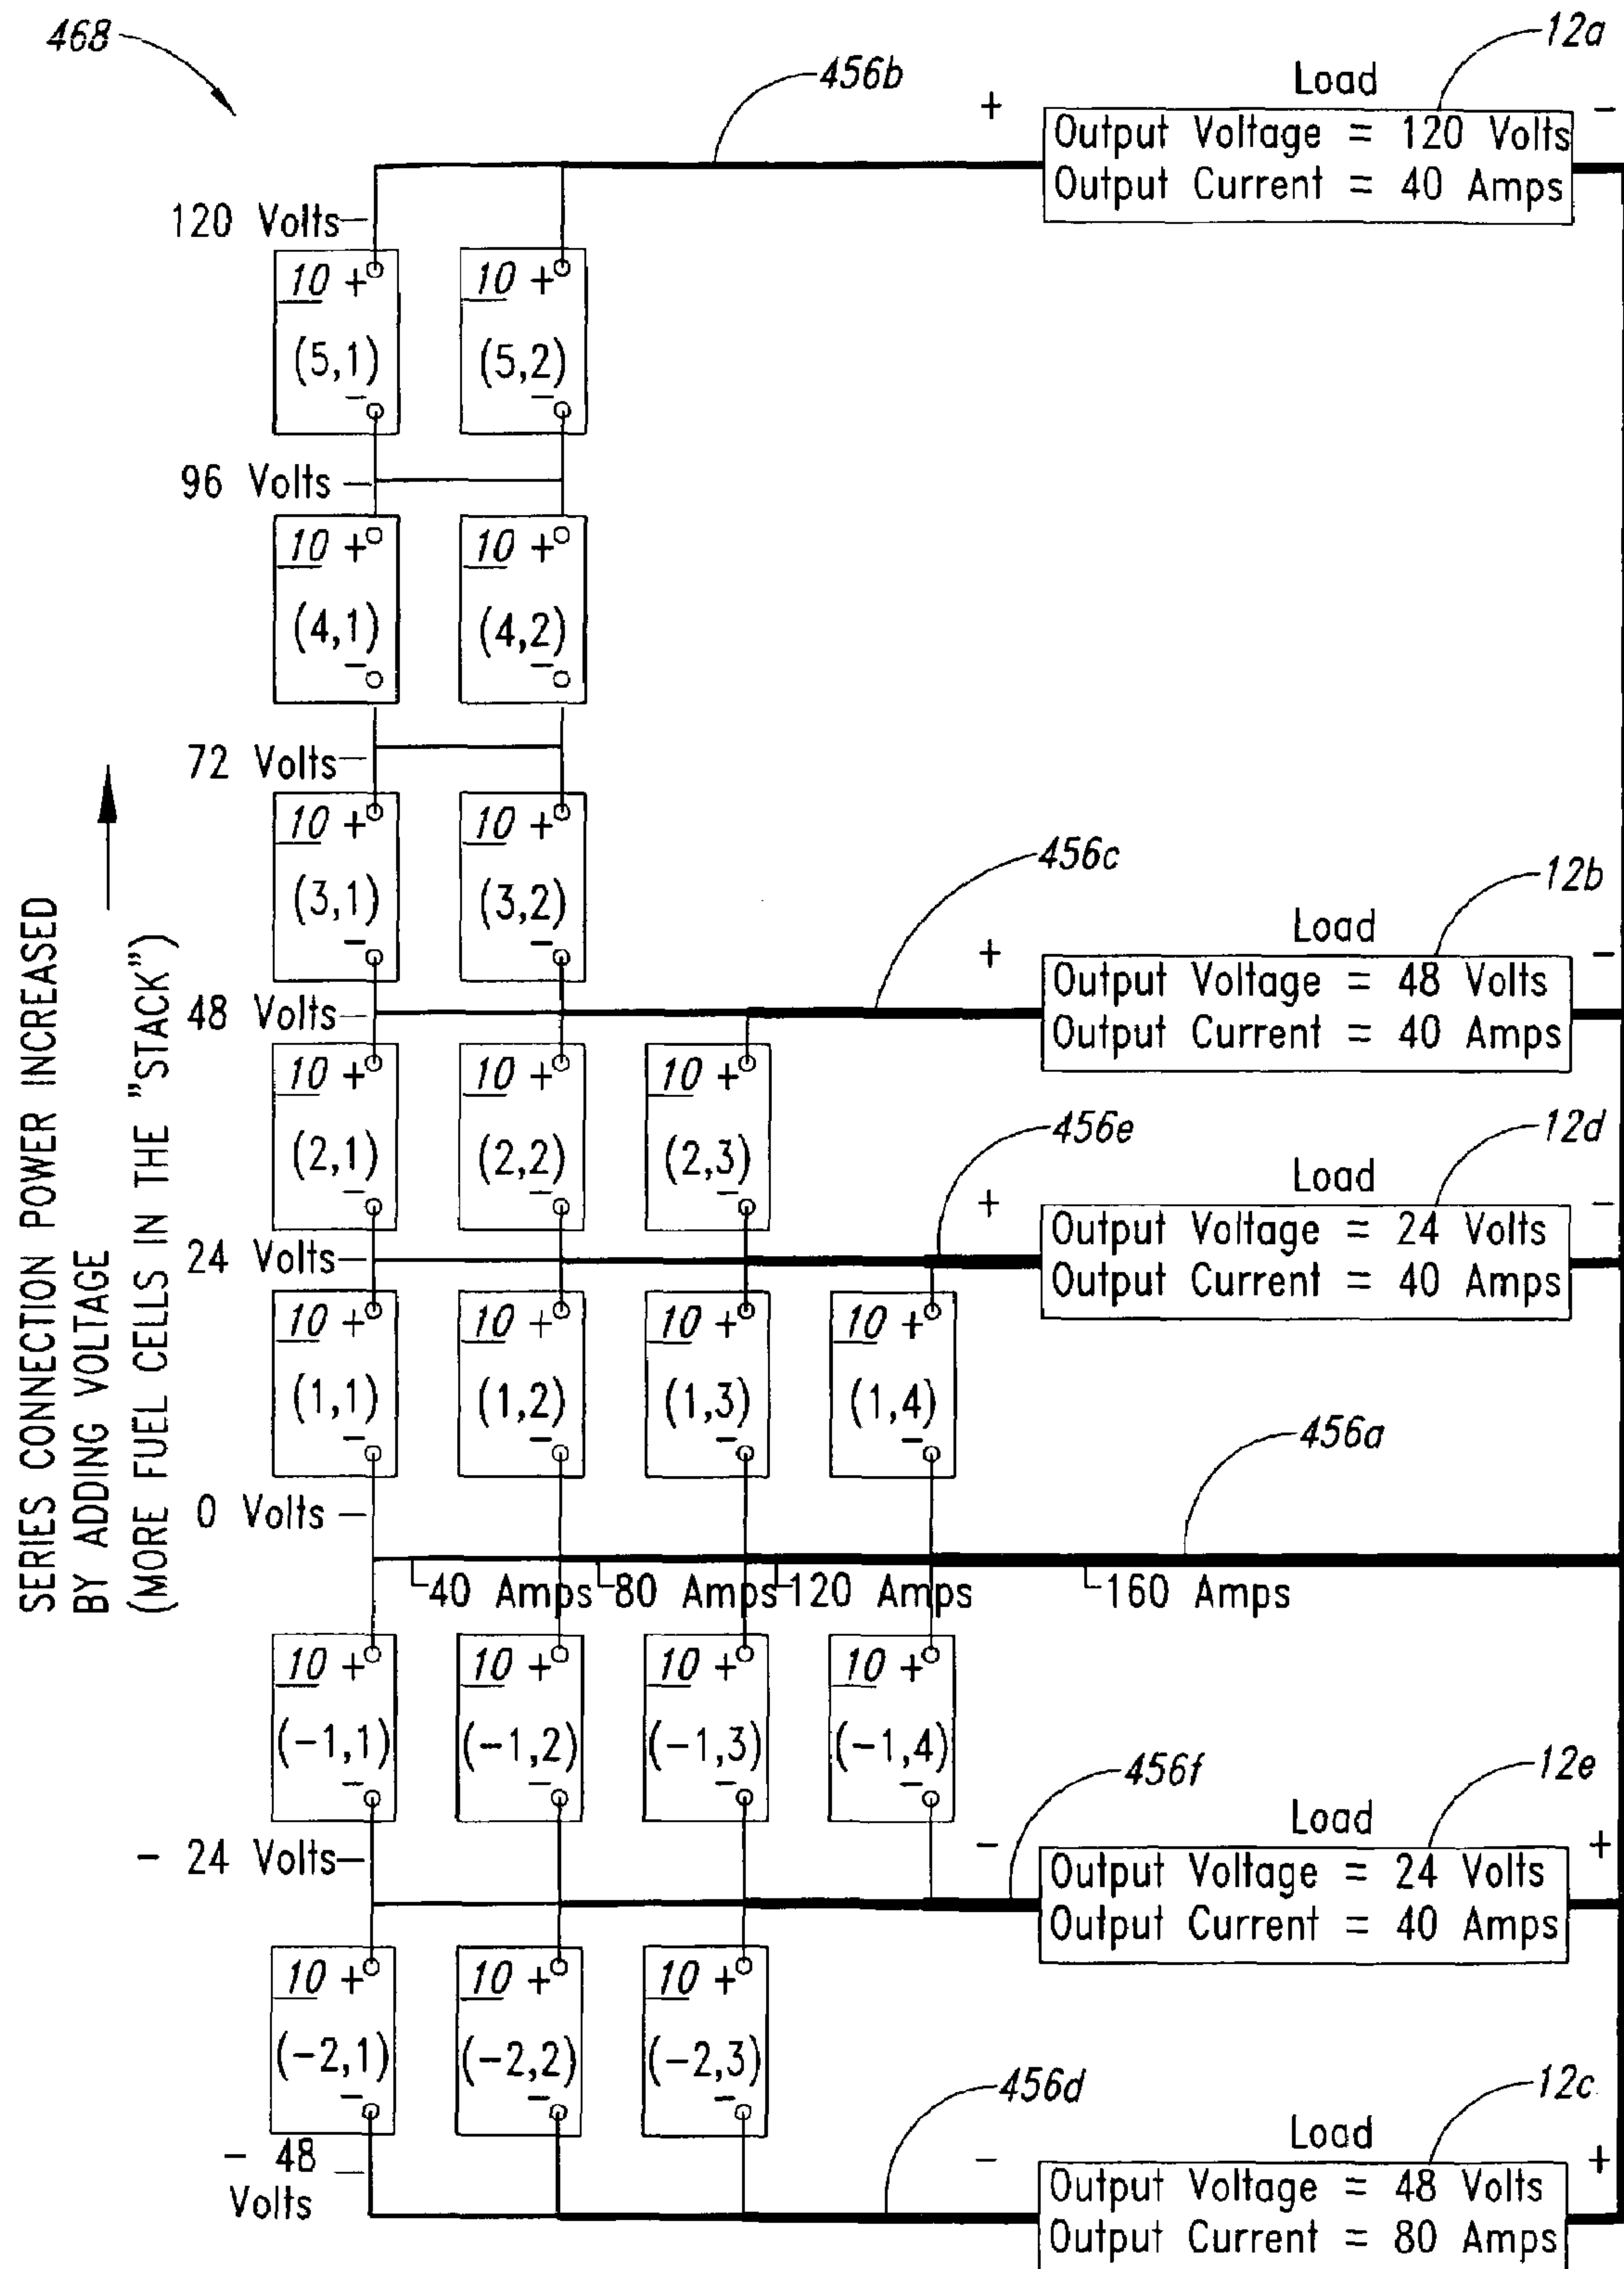 468
456b
12a
+ Load -
Output Voltage = 120 Volts
Output Current = 40 Amps
120 Volts
10 + 10 +
(5,1) (5,2)
- -
96 Volts
10 + 10 +
(4,1) (4,2)
- -
72 Volts
10 + 10 +
(3,1) (3,2)
- -
456c
12b
+ Load -
Output Voltage = 48 Volts
Output Current = 40 Amps
48 Volts
10 + 10 + 10 +
(2,1) (2,2) (2,3)
- - -
456e
12d
+ Load -
Output Voltage = 24 Volts
Output Current = 40 Amps
24 Volts
10 + 10 + 10 + 10 +
(1,1) (1,2) (1,3) (1,4)
- - - -
456a
0 Volts
40 Amps 80 Amps 120 Amps 160 Amps
SERIES CONNECTION POWER INCREASED
BY ADDING VOLTAGE
(MORE FUEL CELLS IN THE "STACK")
10 + 10 + 10 + 10 +
(-1,1) (-1,2) (-1,3) (-1,4)
- - - -
456f
12e
- Load +
Output Voltage = 24 Volts
Output Current = 40 Amps
- 24 Volts
10 + 10 + 10 +
(-2,1) (-2,2) (-2,3)
- - -
456d
12c
- Load +
Output Voltage = 48 Volts
Output Current = 80 Amps
- 48
Volts